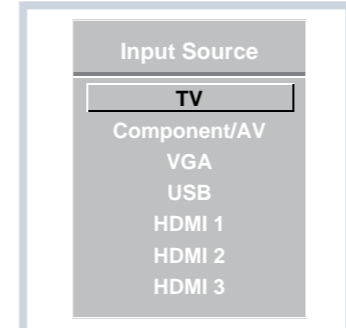 Input Source
TV
Component/AV
VGA
USB
HDMI 1
HDMI 2
HDMI 3